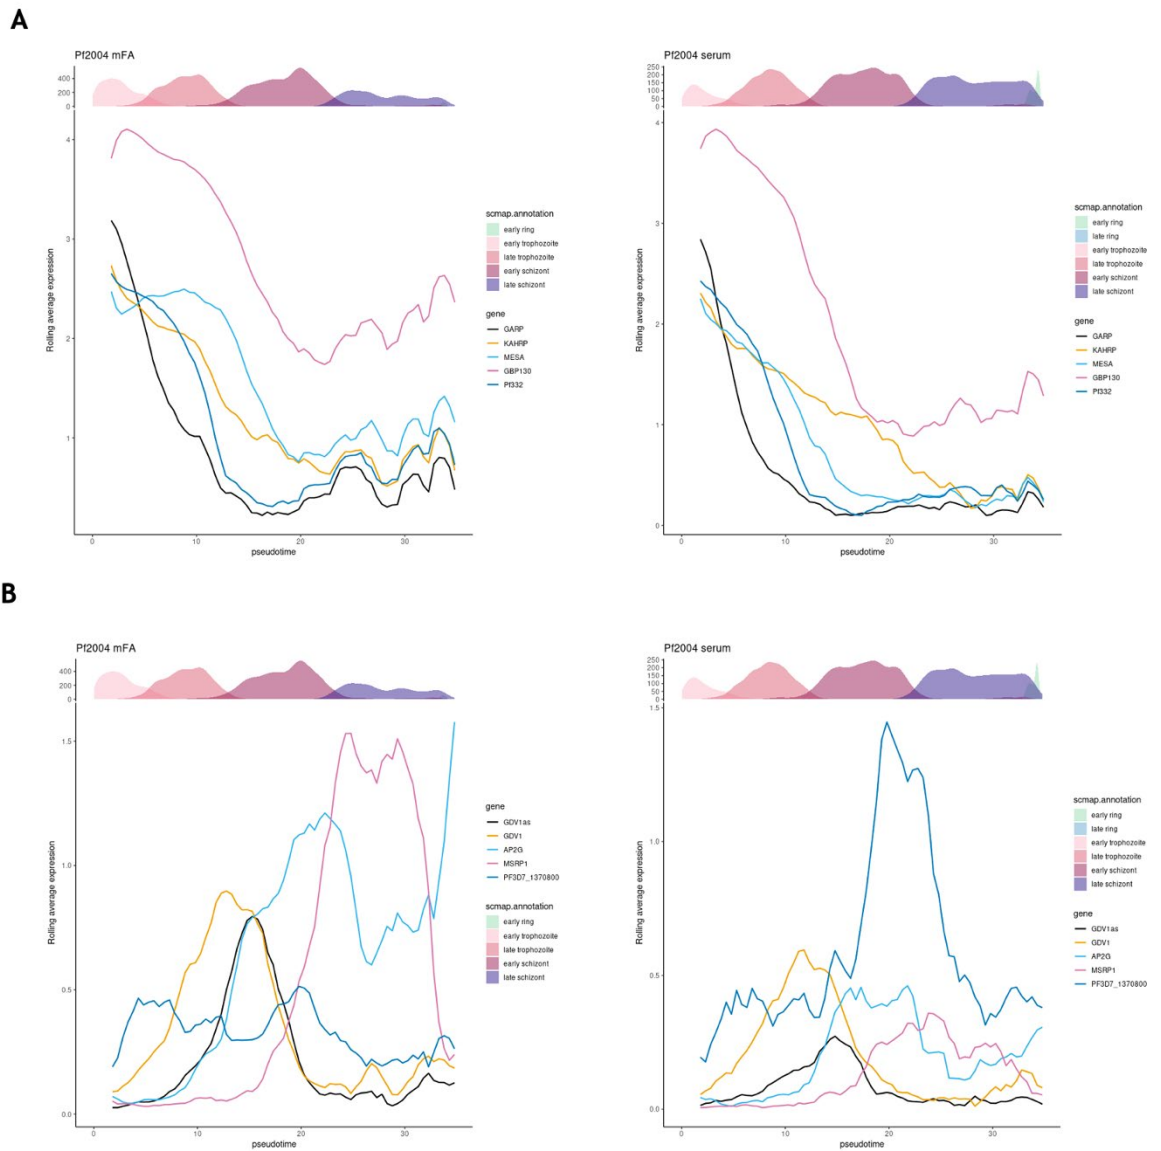 A
Pf2004 mFA
400
200
0
4
3
2
1
0
10
20
30
Rolling average expression
pseudotime
scmap.annotation
early ring
early trophozoite
late trophozoite
early schizont
late schizont
gene
GARP
KAHRP
MESA
GBP130
Pf332
Pf2004 serum
250
200
150
100
50
0
4
3
2
1
0
0
10
20
30
Rolling average expression
pseudotime
scmap.annotation
early ring
late ring
early trophozoite
late trophozoite
early schizont
late schizont
gene
GARP
KAHRP
MESA
GBP130
Pf332
B
Pf2004 mFA
400
200
0
1.5
1.0
0.5
0.0
0
10
20
30
Rolling average expression
pseudotime
gene
GDV1as
GDV1
AP2G
MSRP1
PF3D7_1370800
scmap.annotation
early ring
early trophozoite
late trophozoite
early schizont
late schizont
Pf2004 serum
250
200
150
100
50
0
1.5
1.0
0.5
0.0
0
10
20
30
Rolling average expression
pseudotime
scmap.annotation
early ring
late ring
early trophozoite
late trophozoite
early schizont
late schizont
gene
GDV1as
GDV1
AP2G
MSRP1
PF3D7_1370800